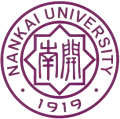 NANKAI UNIVERSITY
南開
· 1919 ·